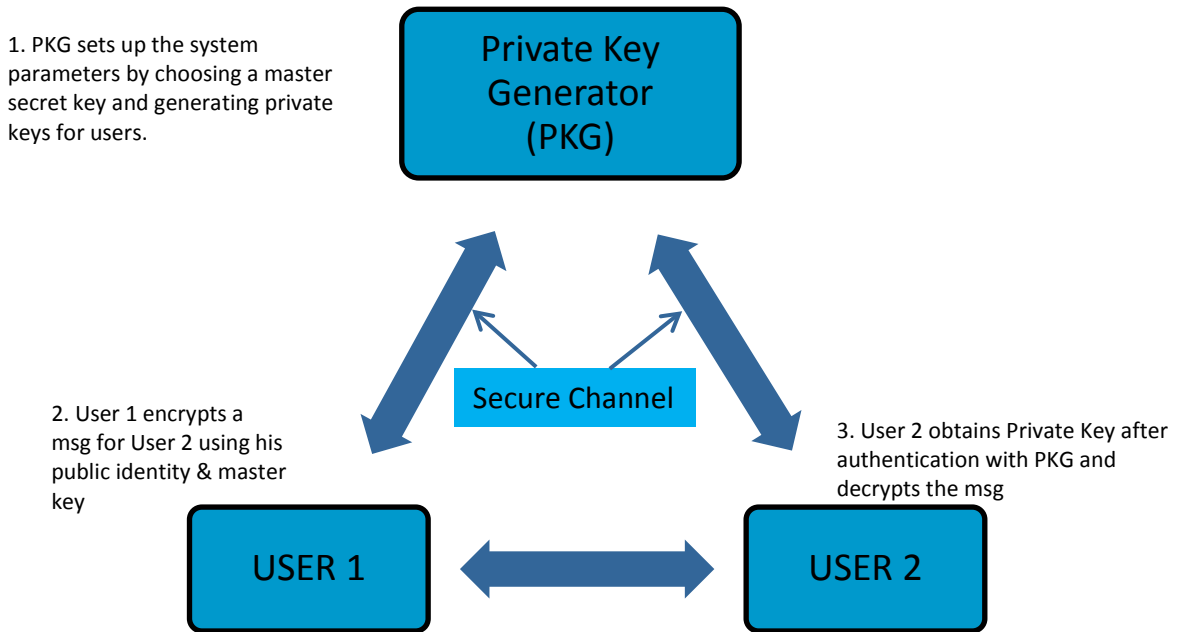 1. PKG sets up the system
parameters by choosing a master
secret key and generating private
keys for users.
Private Key
Generator
(PKG)
Secure Channel
2. User 1 encrypts a
msg for User 2 using his
public identity & master
key
3. User 2 obtains Private Key after
authentication with PKG and
decrypts the msg
USER 1
USER 2